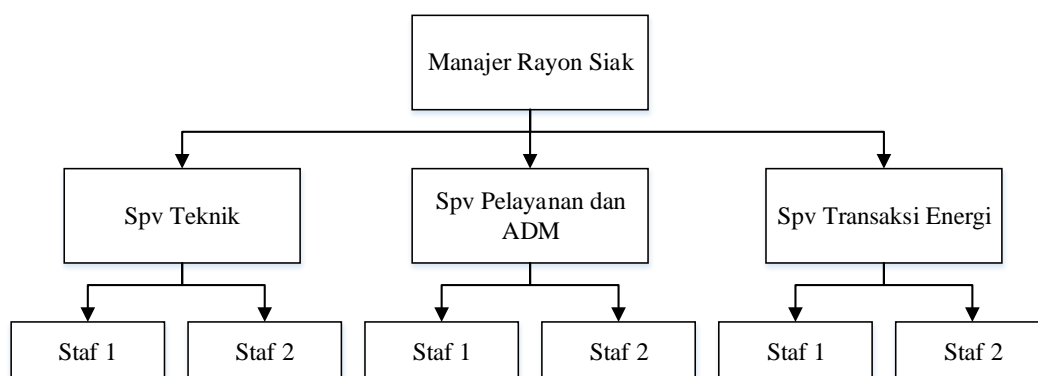 Manajer Rayon Siak
Spv Teknik
Spv Pelayanan dan
ADM
Spv Transaksi Energi
Staf 1
Staf 2
Staf 1
Staf 2
Staf 1
Staf 2